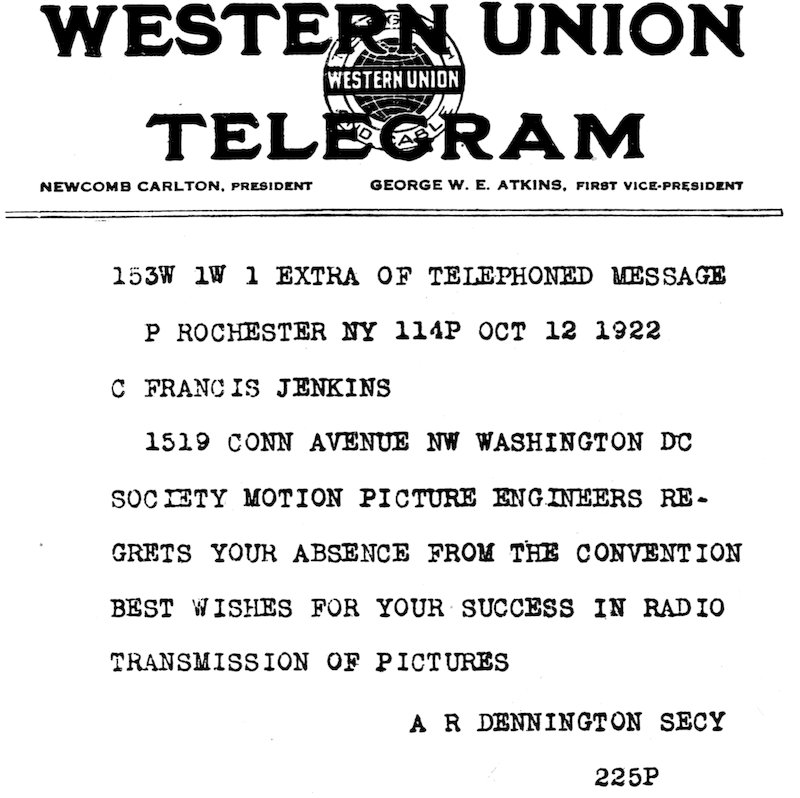 WESTERN UNION
WESTERN UNION
AND CABLE
TELEGRAM
NEWCOMB CARLTON, PRESIDENT GEORGE W. E. ATKINS, FIRST VICE-PRESIDENT
153W 1W 1 EXTRA OF TELEPHONED MESSAGE
P ROCHESTER NY 114P OCT 12 1922
C FRANCIS JENKINS
1519 CONN AVENUE NW WASHINGTON DC
SOCIETY MOTION PICTURE ENGINEERS RE-
GRETS YOUR ABSENCE FROM THE CONVENTION
BEST WISHES FOR YOUR SUCCESS IN RADIO
TRANSMISSION OF PICTURES
A R DENNINGTON SECY
225P